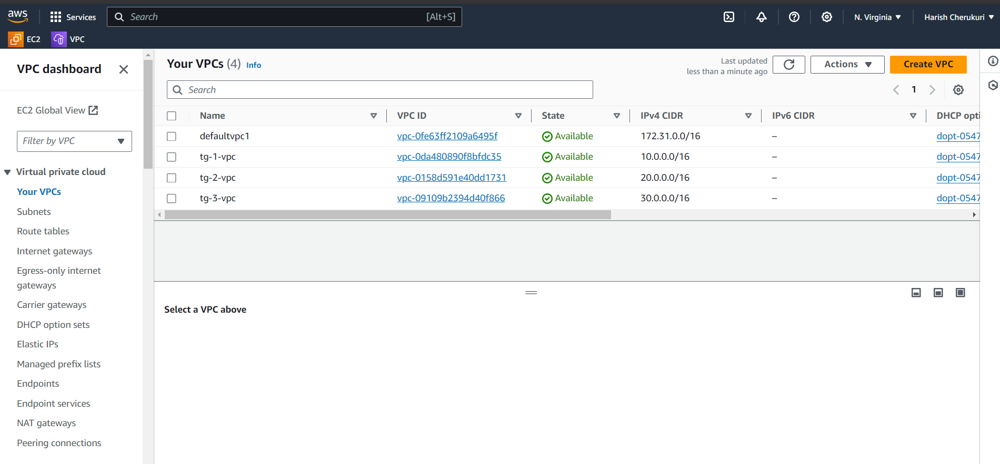 aws
Services
Search
[Alt+S]
N. Virginia
Harish Cherukuri
EC2
VPC
VPC dashboard
EC2 Global View
Filter by VPC
Virtual private cloud
Your VPCs
Subnets
Route tables
Internet gateways
Egress-only internet
gateways
Carrier gateways
DHCP option sets
Elastic IPs
Managed prefix lists
Endpoints
Endpoint services
NAT gateways
Peering connections
Your VPCs (4) Info
Last updated
less than a minute ago
Actions
Create VPC
Search
1
Name VPC ID State IPv4 CIDR IPv6 CIDR DHCP opti
defaultvpc1 vpc-0fe63ff2109a6495f Available 172.31.0.0/16 – dopt-0547
tg-1-vpc vpc-0da480890f8bfdc35 Available 10.0.0.0/16 – dopt-0547
tg-2-vpc vpc-0158d591e40dd1731 Available 20.0.0.0/16 – dopt-0547
tg-3-vpc vpc-09109b2394d40f866 Available 30.0.0.0/16 – dopt-0547
Select a VPC above